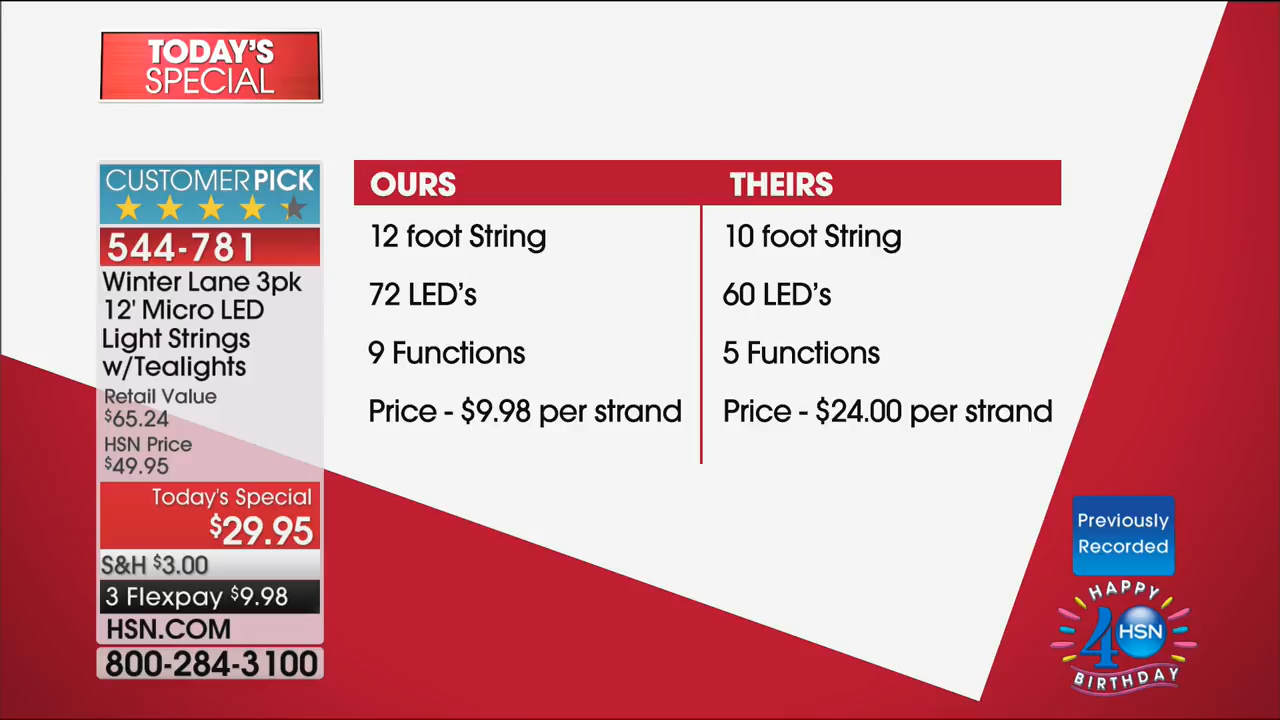 TODAY'S
SPECIAL
CUSTOMER PICK
544-781
Winter Lane 3pk
12' Micro LED
Light Strings
w/Tealights
Retail Value
$65.24
HSN Price
$49.95
Today's Special
$29.95
S&H $3.00
3 Flexpay $9.98
HSN.COM
800-284-3100
OURS THEIRS
12 foot String 10 foot String
72 LED's 60 LED's
9 Functions 5 Functions
Price - $9.98 per strand Price - $24.00 per strand
Previously
Recorded
HAPPY
40 HSN
BIRTHDAY